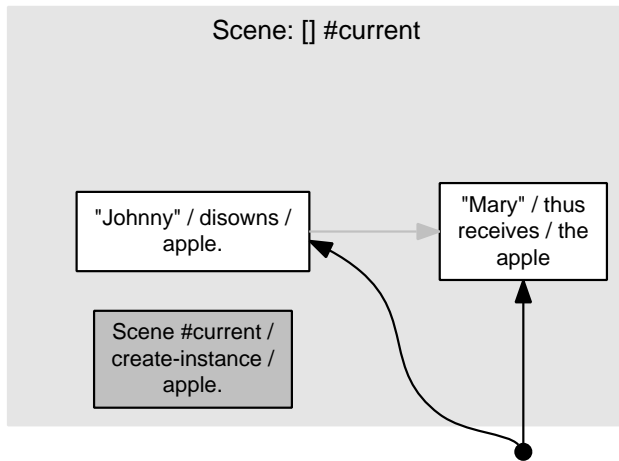 Scene: [] #current
"Johnny" / disowns /
apple.
"Mary" / thus
receives / the
apple
Scene #current /
create-instance /
apple.